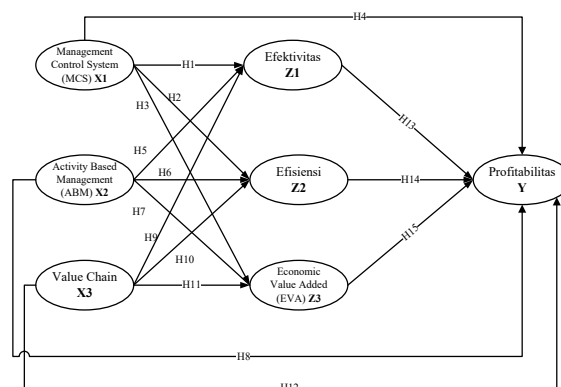 H4
Management
Control System
(MCS) X1
H1
Efektivitas
Z1
H3
H2
H13
H5
Activity Based
Management
(ABM) X2
H6
Efisiensi
Z2
H14
Profitabilitas
Y
H7
H9
H15
H10
Value Chain
X3
H11
Economic
Value Added
(EVA) Z3
H8
H12